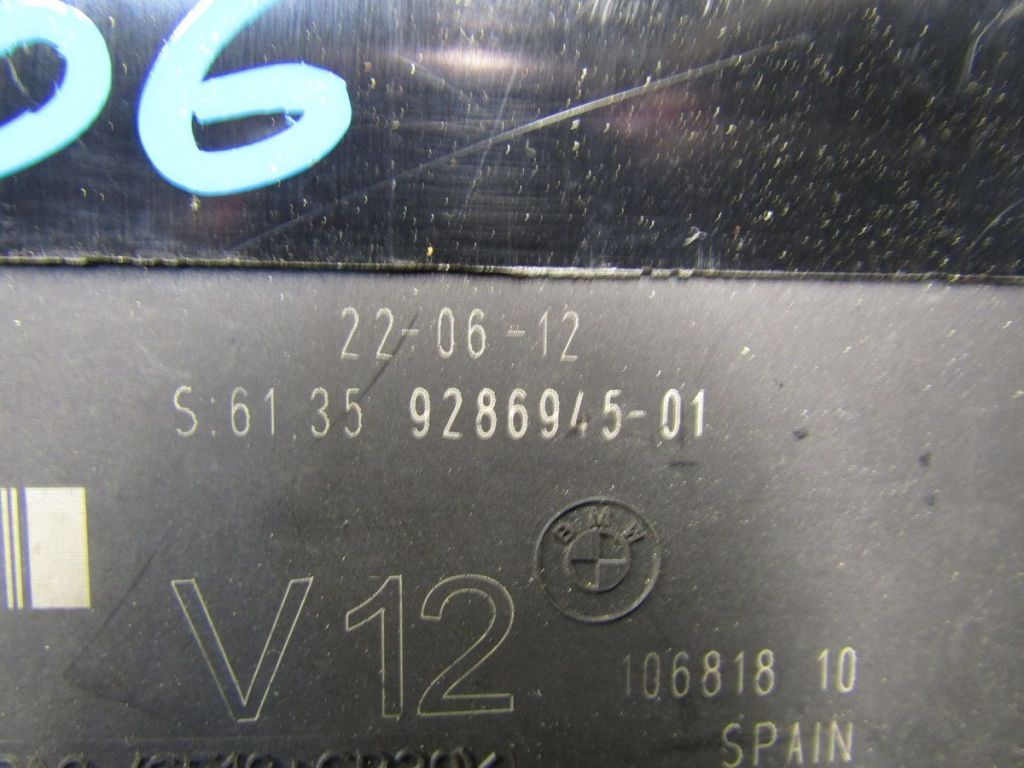 06
22-06-12
S:61.35 9286945-01
BMW
V12
106818 10
SPAIN